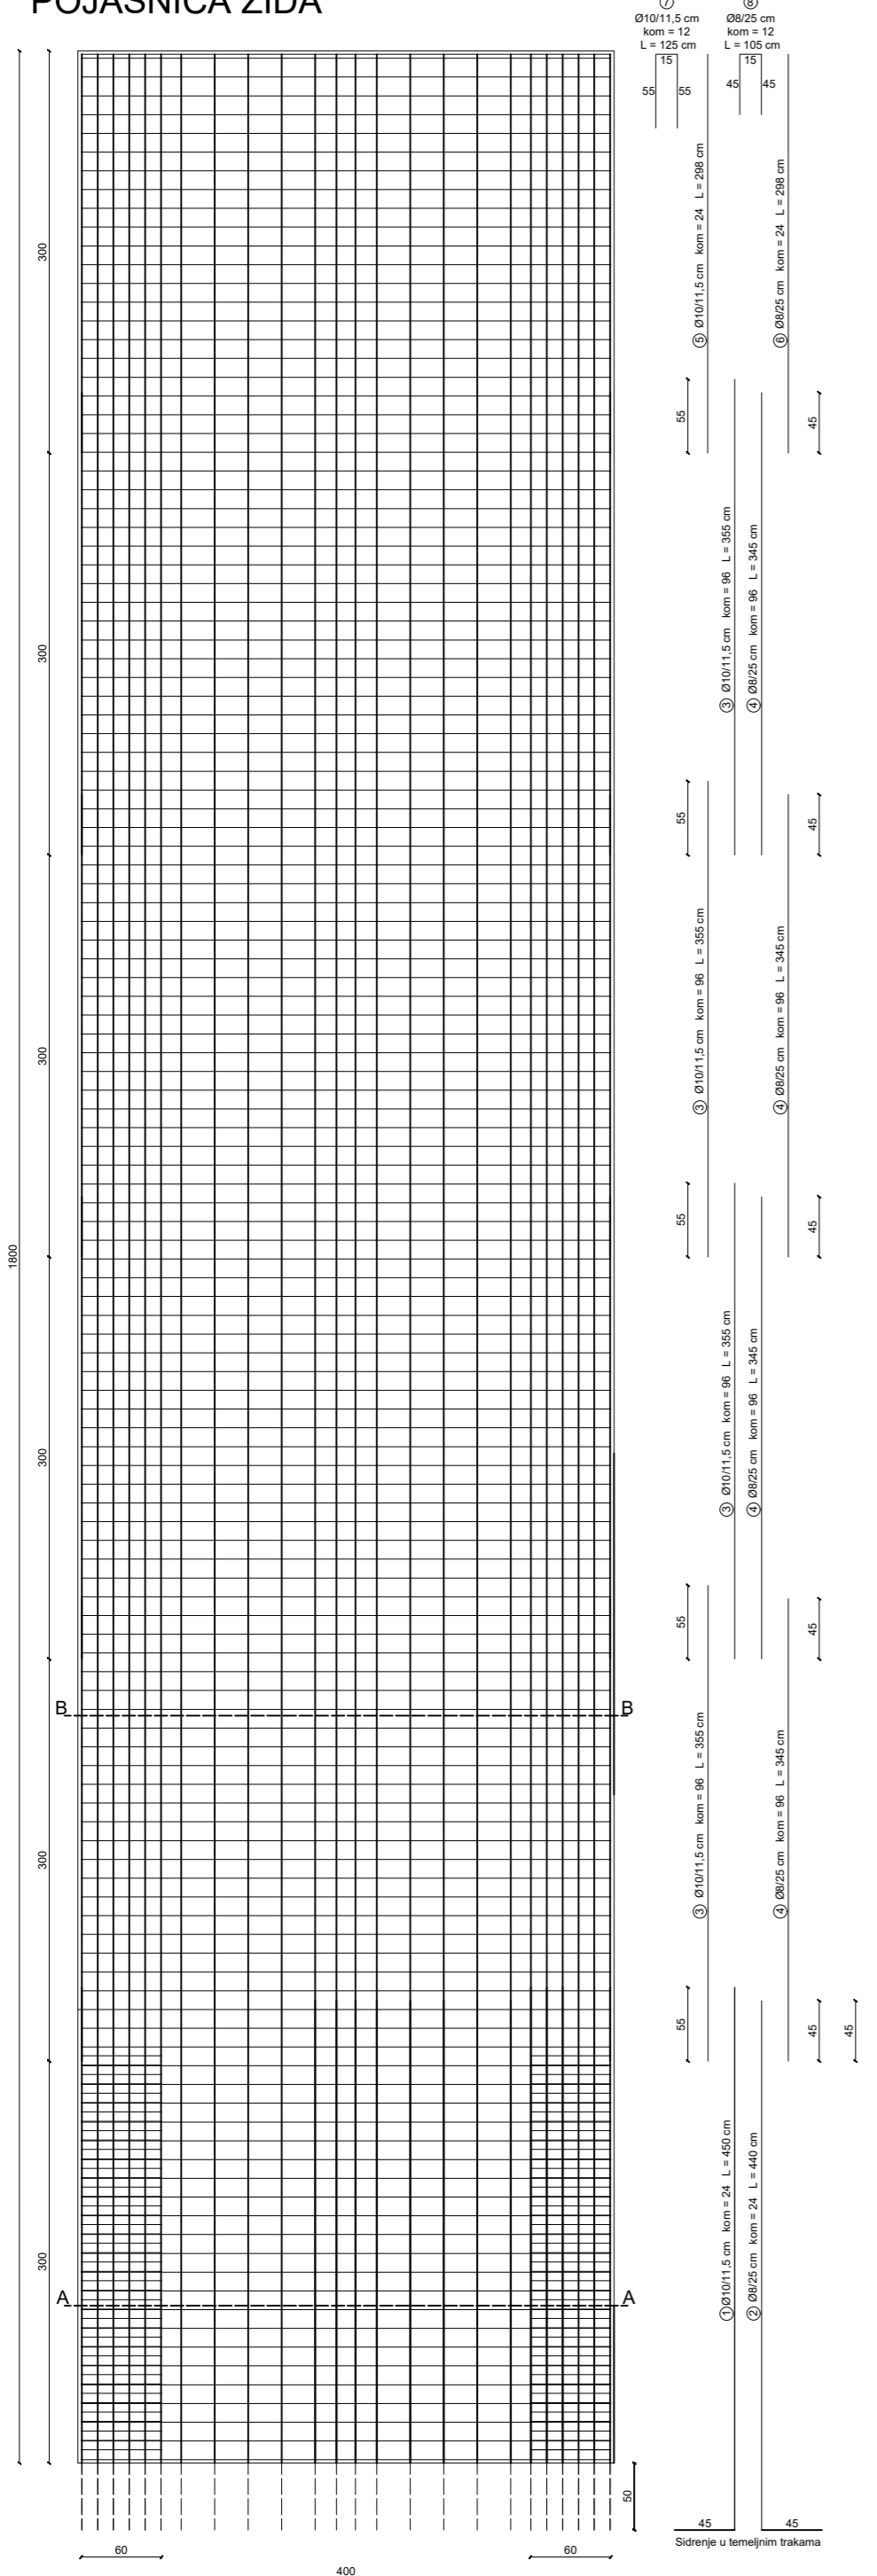 POJASNICA ZIDA
7
Ø10/11,5 cm
kom = 12
L = 125 cm
15
55
55
8
Ø8/25 cm
kom = 12
L = 105 cm
15
45
45
300
5 Ø10/11,5 cm kom = 24 L = 298 cm
6 Ø8/25 cm kom = 24 L = 298 cm
55
45
300
3 Ø10/11,5 cm kom = 96 L = 355 cm
4 Ø8/25 cm kom = 96 L = 345 cm
55
45
300
3 Ø10/11,5 cm kom = 96 L = 355 cm
4 Ø8/25 cm kom = 96 L = 345 cm
55
45
1800
300
3 Ø10/11,5 cm kom = 96 L = 355 cm
4 Ø8/25 cm kom = 96 L = 345 cm
55
45
B
B
300
3 Ø10/11,5 cm kom = 96 L = 355 cm
4 Ø8/25 cm kom = 96 L = 345 cm
55
45
45
300
1 Ø10/11,5 cm kom = 24 L = 450 cm
2 Ø8/25 cm kom = 24 L = 440 cm
A
A
50
45
45
Sidrenje u temeljnim trakama
60
60
400